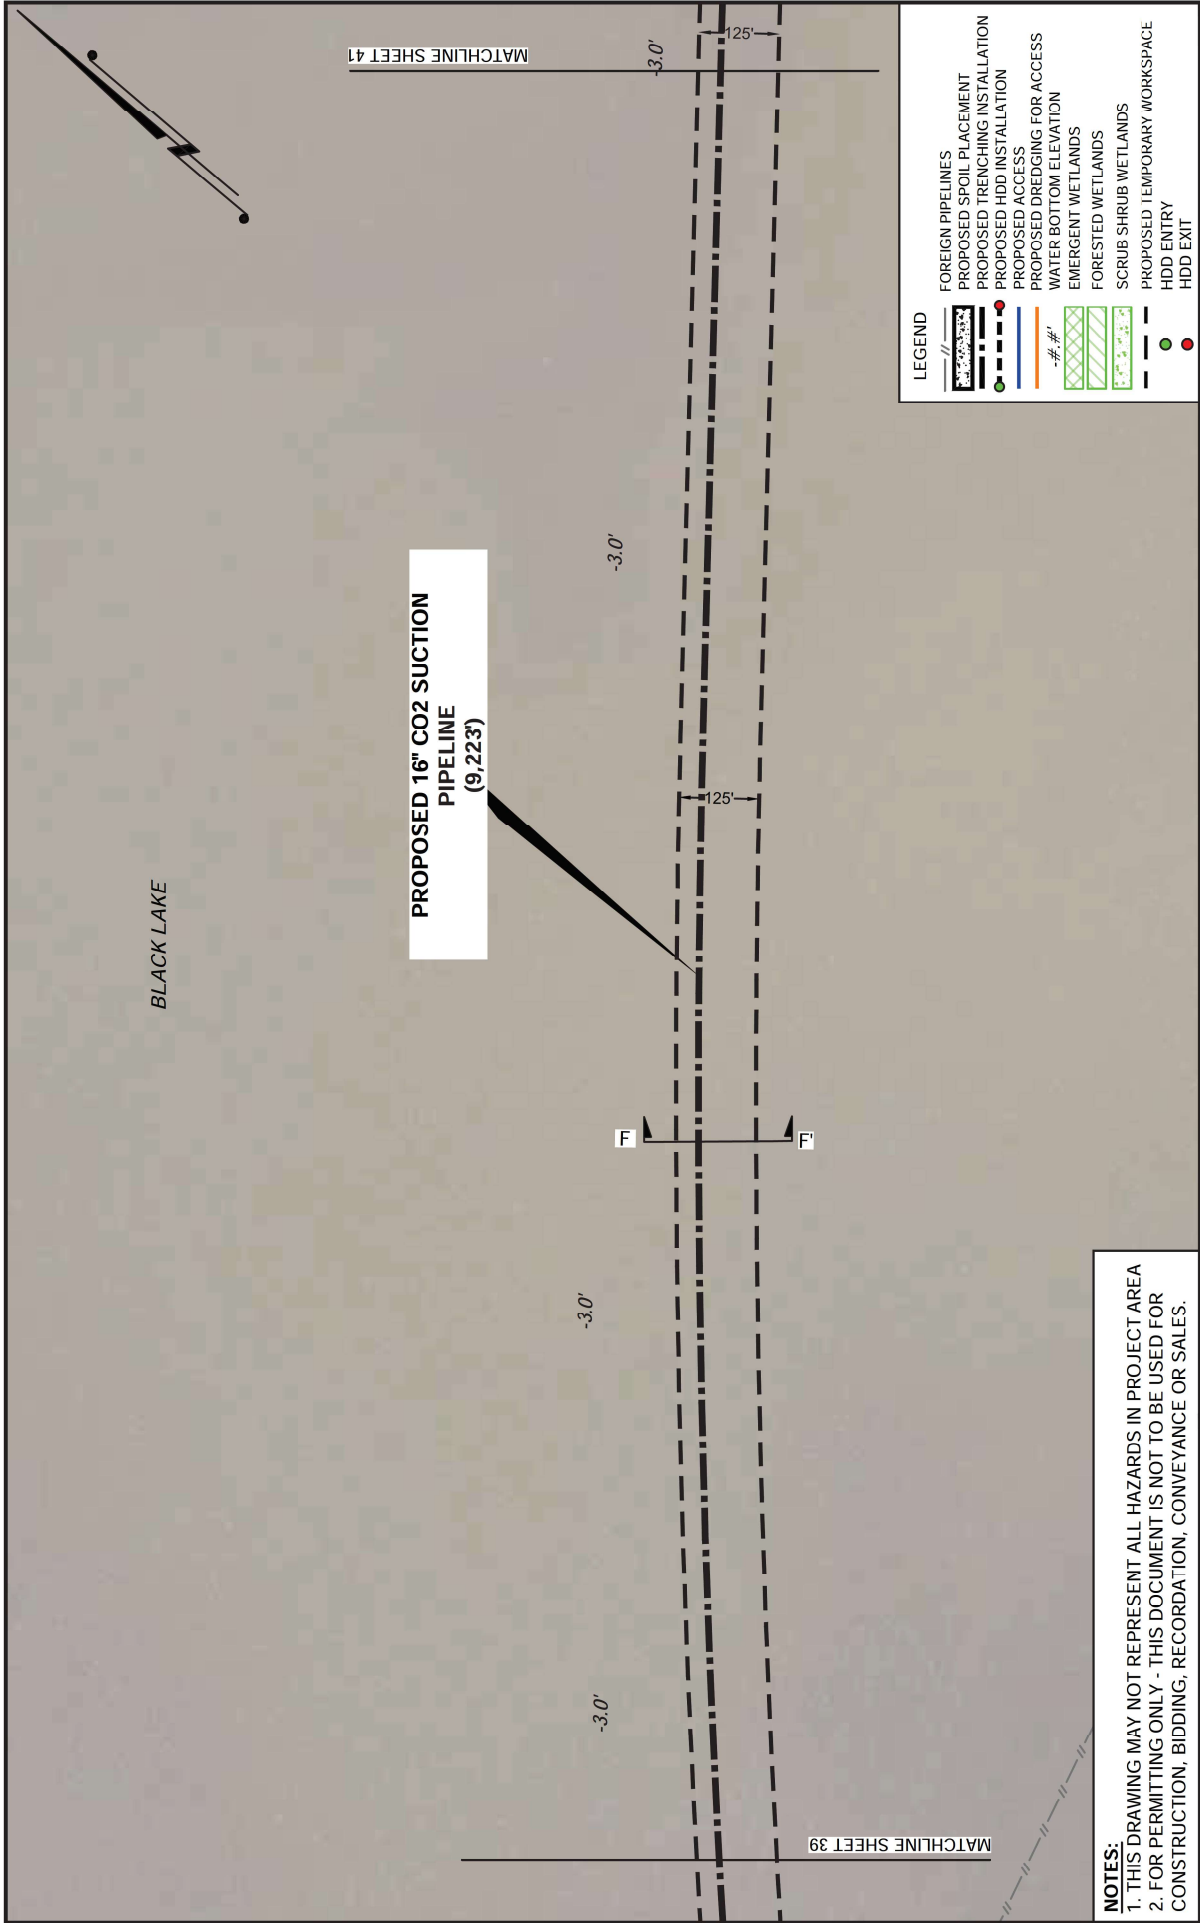 MATCHLINE SHEET 41
-3.0'
125'
BLACK LAKE
PROPOSED 16" CO2 SUCTION
PIPELINE
(9,223')
-3.0'
125'
F
F'
-3.0'
-3.0'
MATCHLINE SHEET 39
LEGEND
FOREIGN PIPELINES
PROPOSED SPOIL PLACEMENT
PROPOSED TRENCHING INSTALLATION
PROPOSED HDD INSTALLATION
PROPOSED ACCESS
PROPOSED DREDGING FOR ACCESS
-#.#' WATER BOTTOM ELEVATION
EMERGENT WETLANDS
FORESTED WETLANDS
SCRUB SHRUB WETLANDS
PROPOSED TEMPORARY WORKSPACE
HDD ENTRY
HDD EXIT
NOTES:
1. THIS DRAWING MAY NOT REPRESENT ALL HAZARDS IN PROJECT AREA
2. FOR PERMITTING ONLY - THIS DOCUMENT IS NOT TO BE USED FOR
CONSTRUCTION, BIDDING, RECORDATION, CONVEYANCE OR SALES.